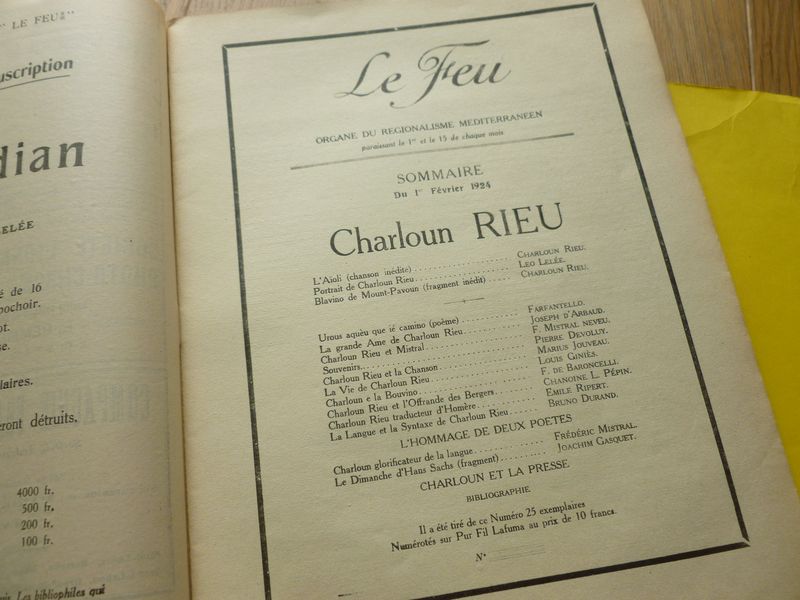 " LE FEU "
uscription
dian
ELÉE
é de 16
pochoir.
ot.
se.
laires.
ront détruits.
4000 fr.
500 fr.
200 fr.
100 fr.
Les bibliophiles qui
Le Feu
ORGANE DU REGIONALISME MEDITERRANEEN
paraissant le 1er et le 15 de chaque mois
SOMMAIRE
Du 1er Février 1924
Charloun RIEU
L'Aioli (chanson inédite) . . . . . . . . . . CHARLOUN RIEU.
Portrait de Charloun Rieu . . . . . . . . . . LEO LELÉE.
Blavino de Mount-Pavoun (fragment inédit) . . . . . CHARLOUN RIEU.
Urous aquèu que ié camino (poème) . . . . . . . . . . FARFANTELLO.
La grande Ame de Charloun Rieu . . . . . . . . . . JOSEPH D'ARBAUD.
Charloun Rieu et Mistral . . . . . . . . . . F. MISTRAL NEVEU.
Souvenirs . . . . . . . . . . PIERRE DEVOLUY.
Charloun Rieu et la Chanson . . . . . . . . . . MARIUS JOUVEAU.
La Vie de Charloun Rieu . . . . . . . . . . LOUIS GINIÈS.
Charloun e la Bouvino . . . . . . . . . . F. DE BARONCELLI.
Charloun Rieu et l'Offrande des Bergers . . . . . CHANOINE L. PÉPIN.
Charloun Rieu traducteur d'Homère . . . . . . . . . . EMILE RIPERT.
La Langue et la Syntaxe de Charloun Rieu . . . . . BRUNO DURAND.
L'HOMMAGE DE DEUX POETES
Charloun glorificateur de la langue . . . . . . . . . . FRÉDÉRIC MISTRAL.
Le Dimanche d'Hans Sachs (fragment) . . . . . . . . . . JOACHIM GASQUET.
CHARLOUN ET LA PRESSE
BIBLIOGRAPHIE
Il a été tiré de ce Numéro 25 exemplaires
Numérotés sur Pur Fil Lafuma au prix de 10 francs.
N°